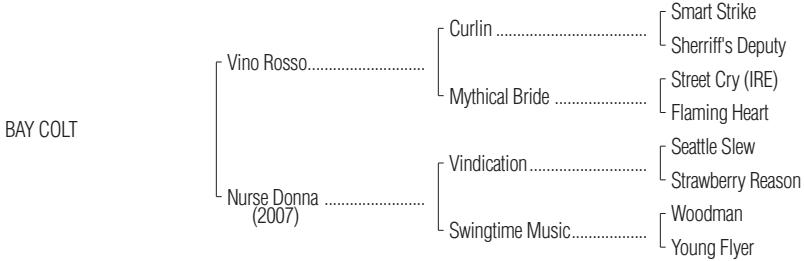 Smart Strike
Curlin ..................................
Sherriff's Deputy
Vino Rosso...........................
Street Cry (IRE)
Mythical Bride .....................
Flaming Heart
BAY COLT
Seattle Slew
Vindication...........................
Strawberry Reason
Nurse Donna .......................
(2007)
Woodman
Swingtime Music.................
Young Flyer